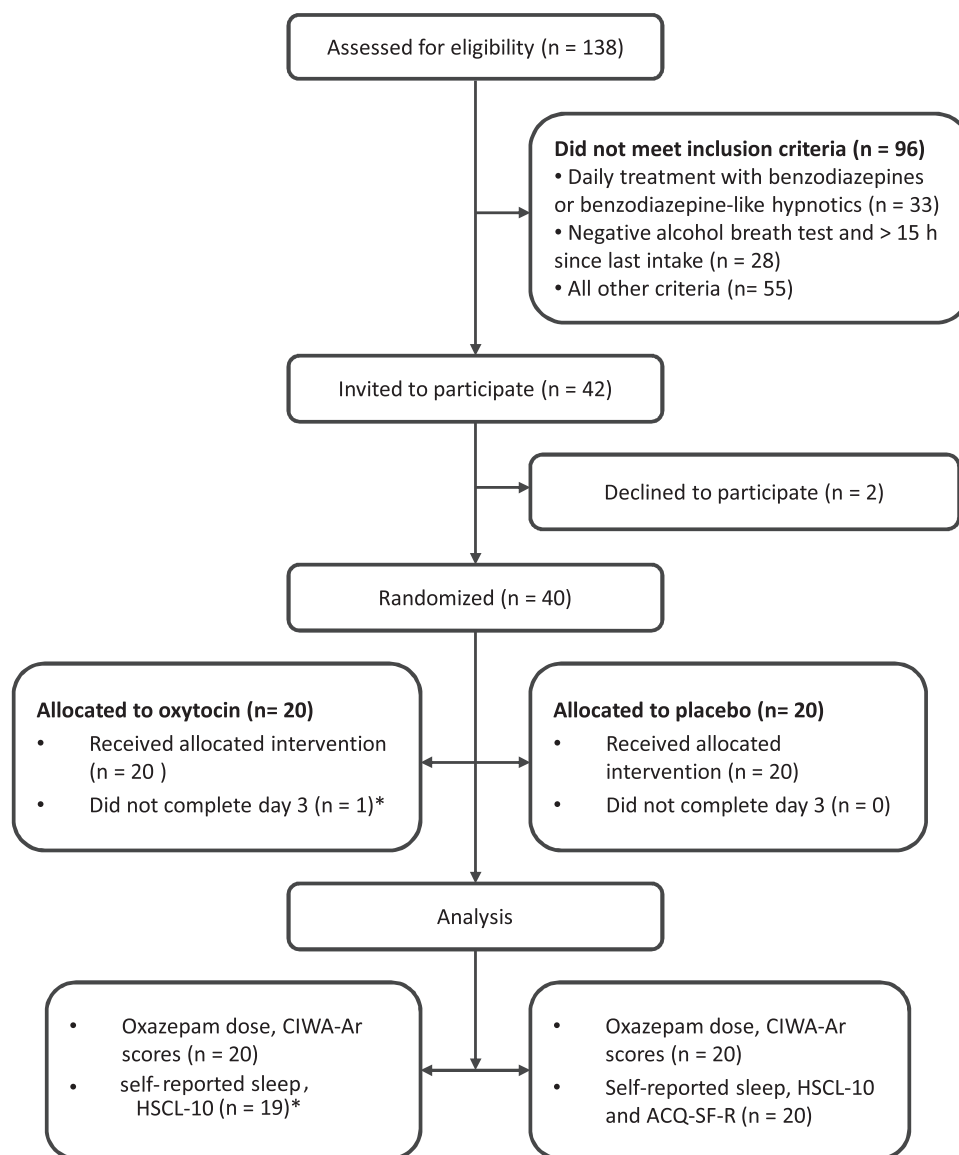 Assessed for eligibility (n = 138)
Did not meet inclusion criteria (n = 96)
• Daily treatment with benzodiazepines
or benzodiazepine-like hypnotics (n = 33)
• Negative alcohol breath test and > 15 h
since last intake (n = 28)
• All other criteria (n= 55)
Invited to participate (n = 42)
Declined to participate (n = 2)
Randomized (n = 40)
Allocated to oxytocin (n= 20)
• Received allocated intervention
(n = 20 )
• Did not complete day 3 (n = 1)*
Allocated to placebo (n= 20)
• Received allocated
intervention (n = 20)
• Did not complete day 3 (n = 0)
Analysis
• Oxazepam dose, CIWA-Ar
scores (n = 20)
• self-reported sleep,
HSCL-10 (n = 19)*
• Oxazepam dose, CIWA-Ar
scores (n = 20)
• Self-reported sleep, HSCL-10
and ACQ-SF-R (n = 20)